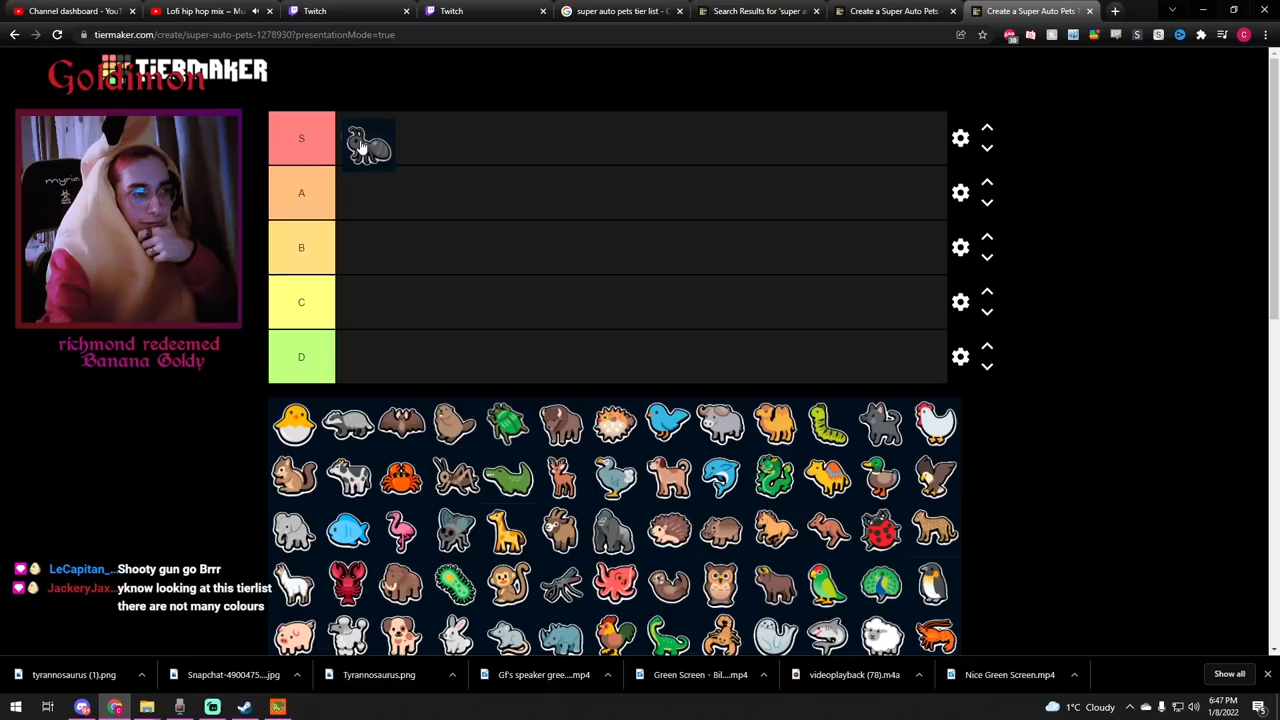 Channel dashboard - YouT
Lofi hip hop mix ~ Mu
Twitch
Twitch
super auto pets tier list - G
Search Results for 'super a
Create a Super Auto Pets
Create a Super Auto Pets T
tiermaker.com/create/super-auto-pets-1278930?presentationMode=true
30
C
TiERMAKER
Goldimon
myria
richmond redeemed
Banana Goldy
S
A
B
C
D
LeCapitan_... Shooty gun go Brrr
JackeryJax... yknow looking at this tierlist
there are not many colours
tyrannosaurus (1).png
Snapchat-4900475....jpg
Tyrannosaurus.png
Gf's speaker gree....mp4
Green Screen - Bil....mp4
videoplayback (78).m4a
Nice Green Screen.mp4
Show all
1°C Cloudy
6:47 PM
1/8/2022